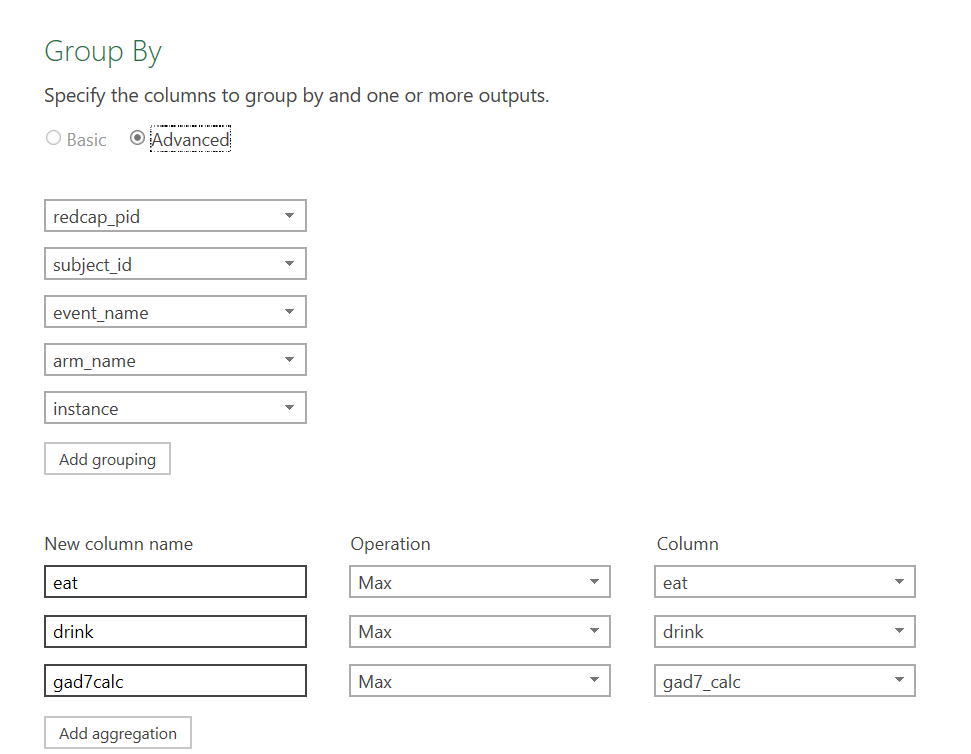 Group By
Specify the columns to group by and one or more outputs.
Basic Advanced
redcap_pid
subject_id
event_name
arm_name
instance
Add grouping
New column name Operation Column
eat Max eat
drink Max drink
gad7calc Max gad7_calc
Add aggregation